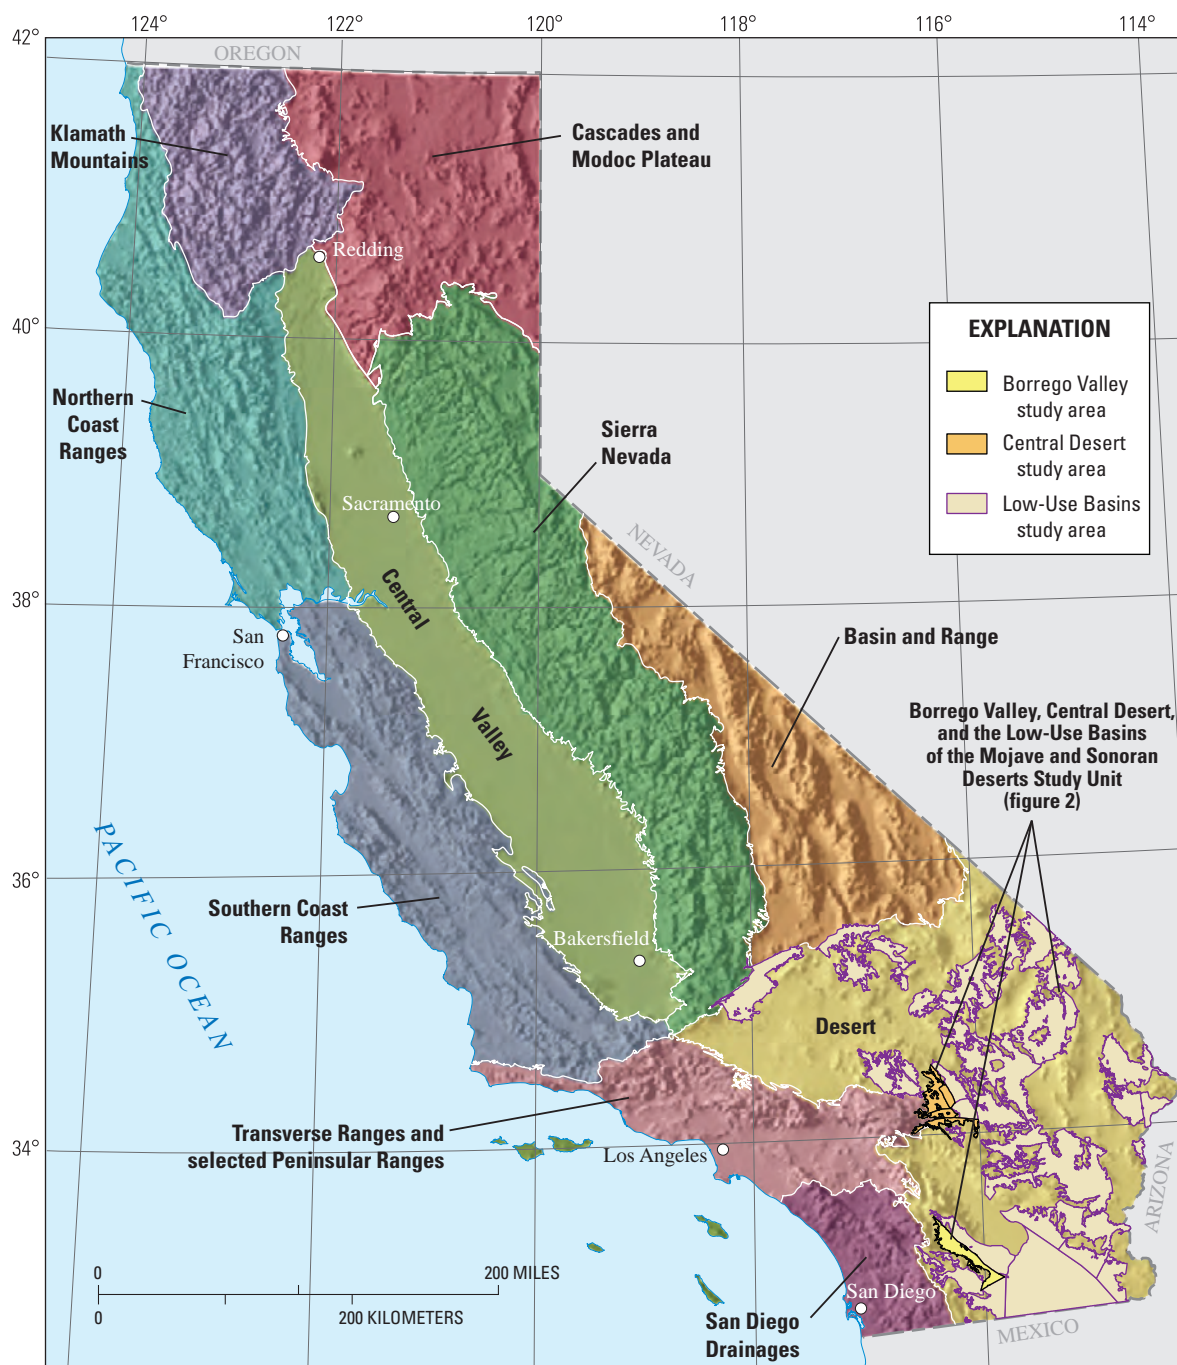 124°
122°
120°
118°
116°
114°
42°
OREGON
Klamath
Mountains
Cascades and
Modoc Plateau
Redding
40°
EXPLANATION
Borrego Valley
study area
Central Desert
study area
Low-Use Basins
study area
Northern
Coast
Ranges
Sierra
Nevada
Sacramento
NEVADA
Central
Valley
38°
San
Francisco
Basin and Range
Borrego Valley, Central Desert,
and the Low-Use Basins
of the Mojave and Sonoran
Deserts Study Unit
(figure 2)
PACIFIC OCEAN
36°
Southern Coast
Ranges
Bakersfield
Desert
Transverse Ranges and
selected Peninsular Ranges
34°
Los Angeles
ARIZONA
0
200 MILES
0
200 KILOMETERS
San Diego
San Diego
Drainages
MEXICO